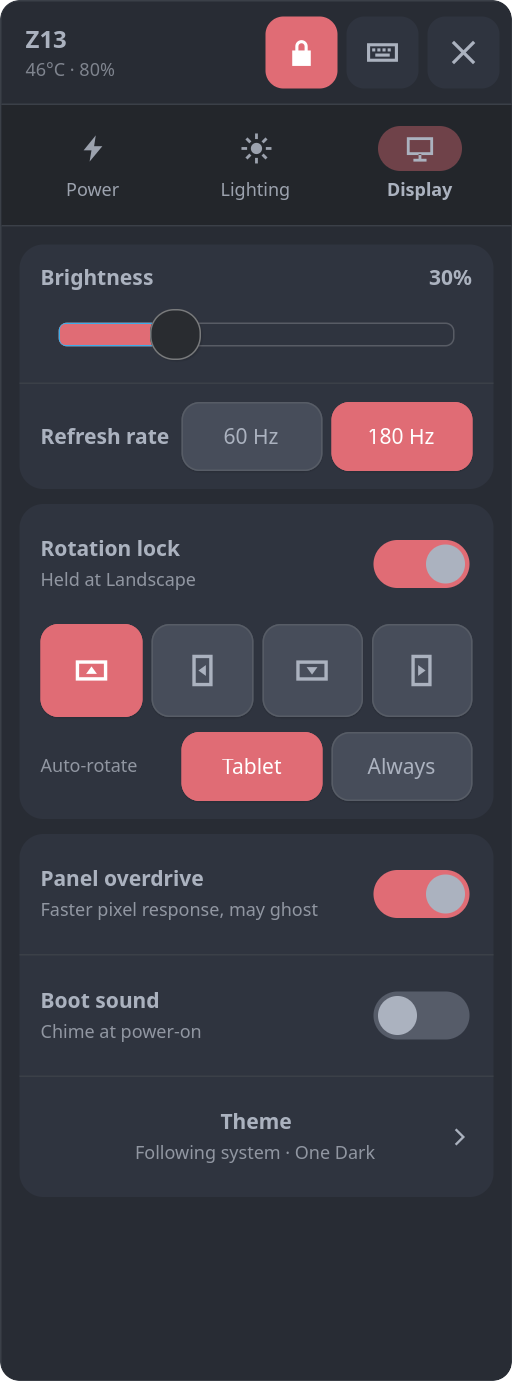 Z13
46°C · 80%
Power
Lighting
Display
Brightness
30%
Refresh rate
60 Hz
180 Hz
Rotation lock
Held at Landscape
Auto-rotate
Tablet
Always
Panel overdrive
Faster pixel response, may ghost
Boot sound
Chime at power-on
Theme
Following system · One Dark